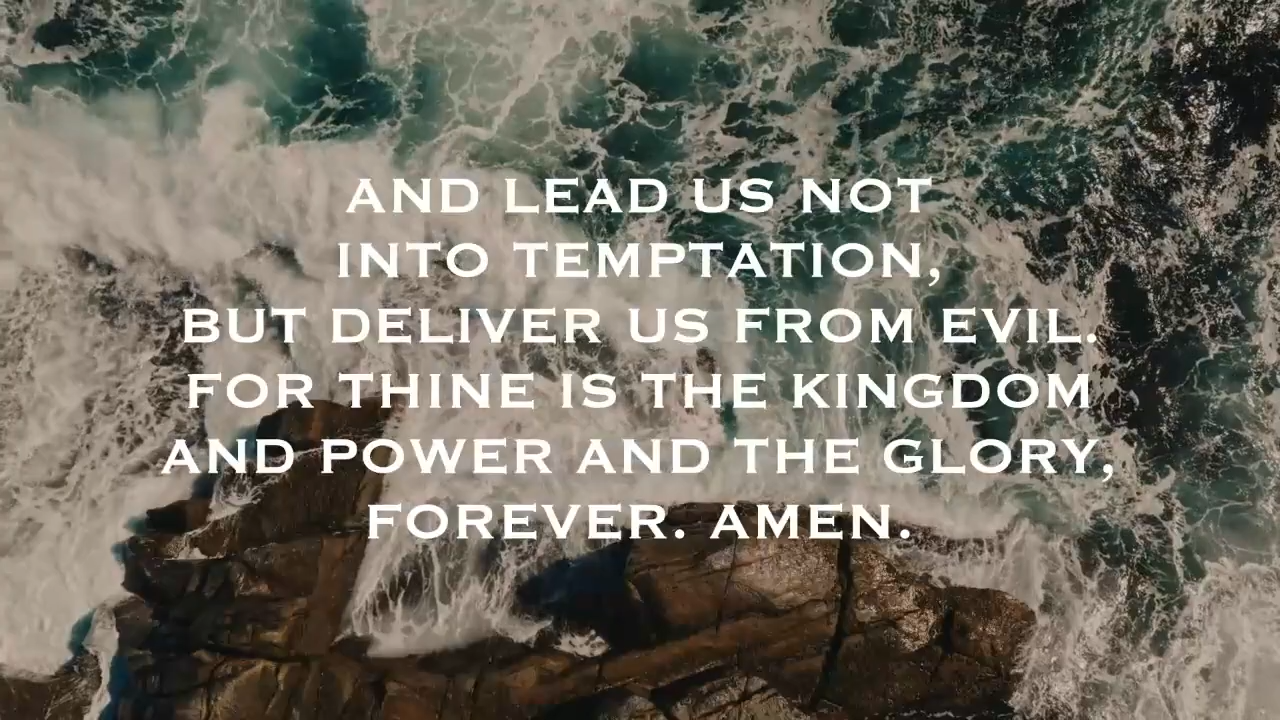 AND LEAD US NOT
INTO TEMPTATION,
BUT DELIVER US FROM EVIL.
FOR THINE IS THE KINGDOM
AND POWER AND THE GLORY,
FOREVER. AMEN.